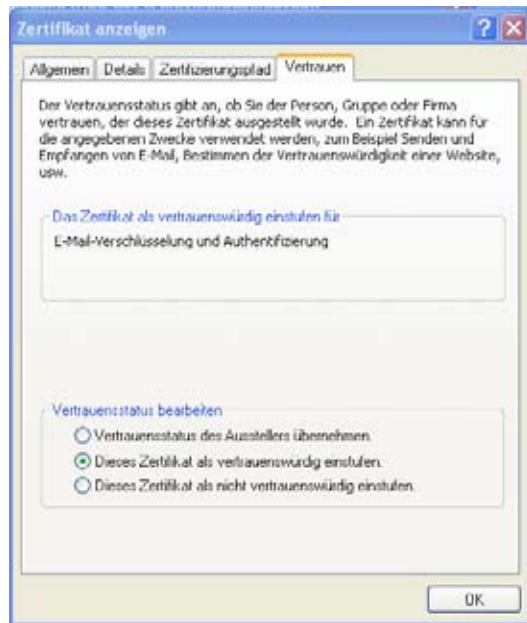 Zertifikat anzeigen
Allgemein Details Zertifizierungspfad Vertrauen
Der Vertrauensstatus gibt an, ob Sie der Person, Gruppe oder Firma
vertrauen, der dieses Zertifikat ausgestellt wurde. Ein Zertifikat kann für
die angegebenen Zwecke verwendet werden, zum Beispiel Senden und
Empfangen von E-Mail, Bestimmen der Vertrauenswürdigkeit einer Website,
usw.
Das Zertifikat als vertrauenswürdig einstufen für
E-Mail-Verschlüsselung und Authentifizierung
Vertrauensstatus bearbeiten
Vertrauensstatus des Ausstellers übernehmen.
Dieses Zertifikat als vertrauenswürdig einstufen.
Dieses Zertifikat als nicht vertrauenswürdig einstufen.
OK